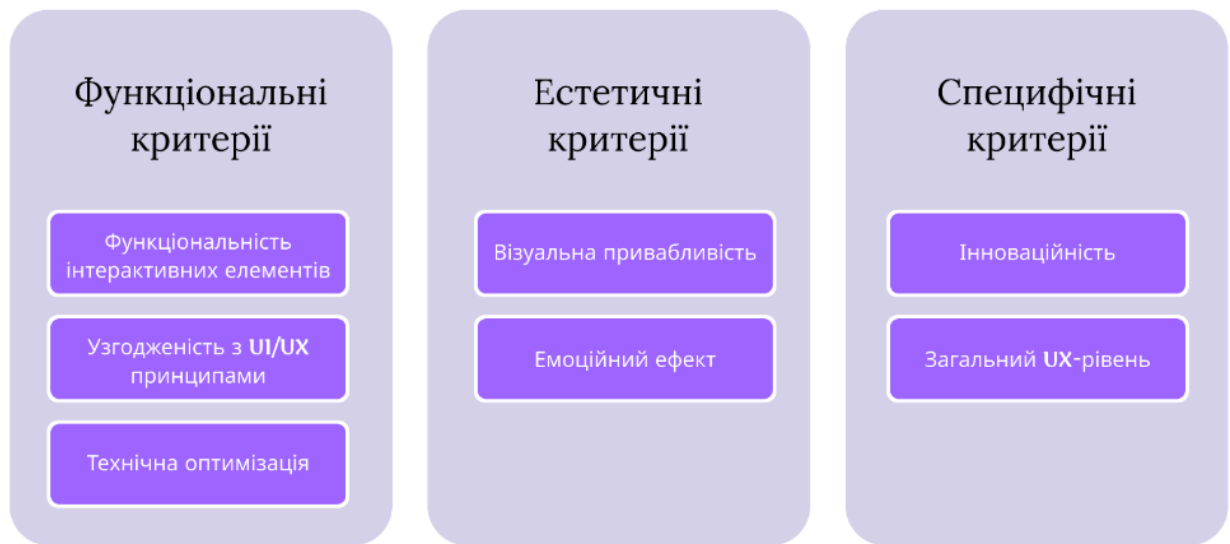 Функціональні
критерії
Функціональність
інтерактивних елементів
Узгодженість з UI/UX
принципами
Технічна оптимізація
Естетичні
критерії
Візуальна привабливість
Емоційний ефект
Специфічні
критерії
Інноваційність
Загальний UX-рівень